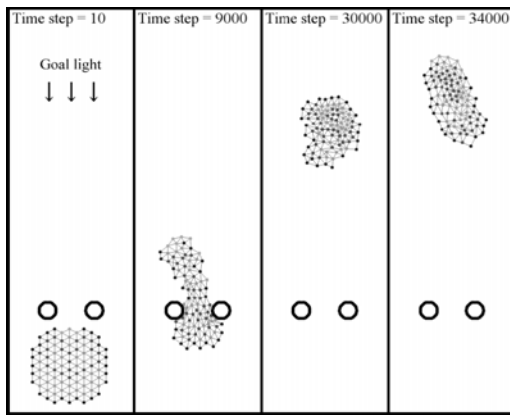 Time step = 10
Time step = 9000
Time step = 30000
Time step = 34000
Goal light